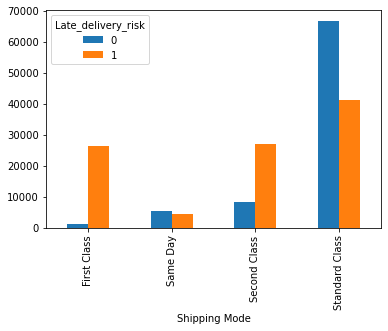 70000
60000
50000
40000
30000
20000
10000
0
Late_delivery_risk
0
1
First Class
Same Day
Second Class
Standard Class
Shipping Mode